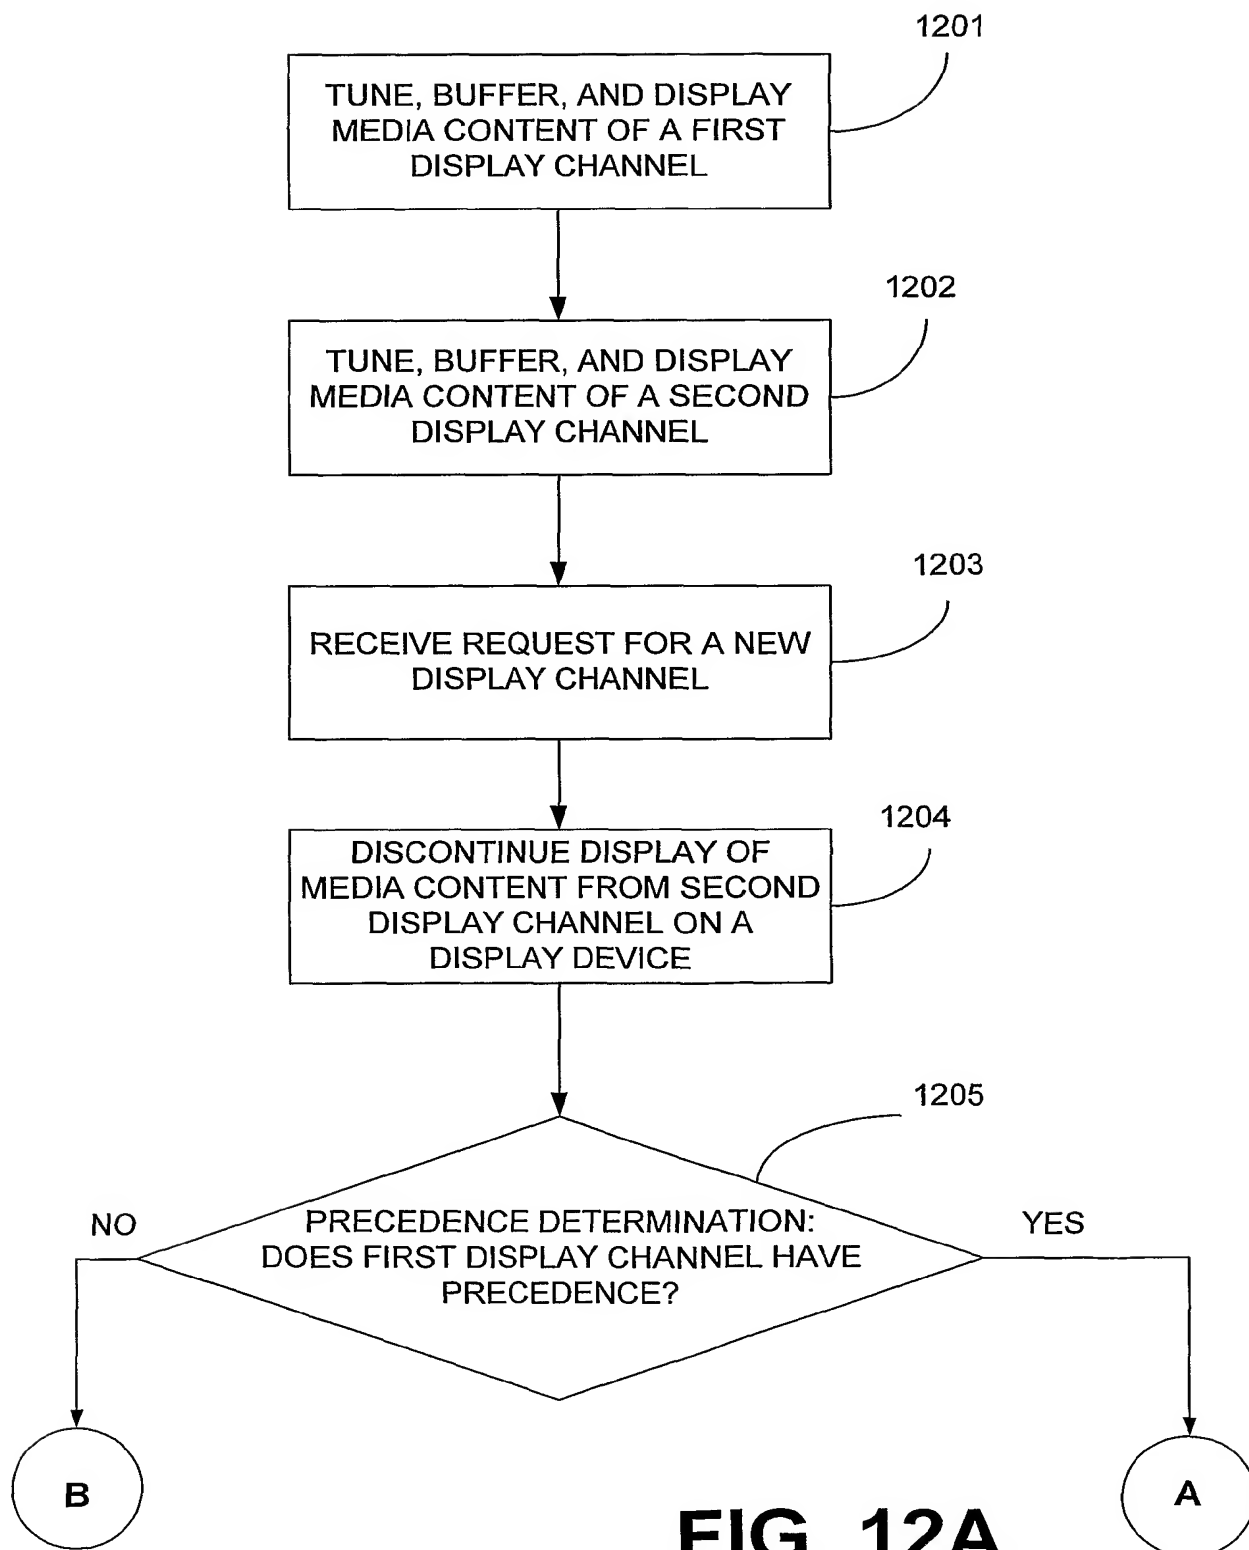 1201
TUNE, BUFFER, AND DISPLAY
MEDIA CONTENT OF A FIRST
DISPLAY CHANNEL
1202
TUNE, BUFFER, AND DISPLAY
MEDIA CONTENT OF A SECOND
DISPLAY CHANNEL
1203
RECEIVE REQUEST FOR A NEW
DISPLAY CHANNEL
1204
DISCONTINUE DISPLAY OF
MEDIA CONTENT FROM SECOND
DISPLAY CHANNEL ON A
DISPLAY DEVICE
1205
NO
PRECEDENCE DETERMINATION:
DOES FIRST DISPLAY CHANNEL HAVE
PRECEDENCE?
YES
B
A
FIG. 12A